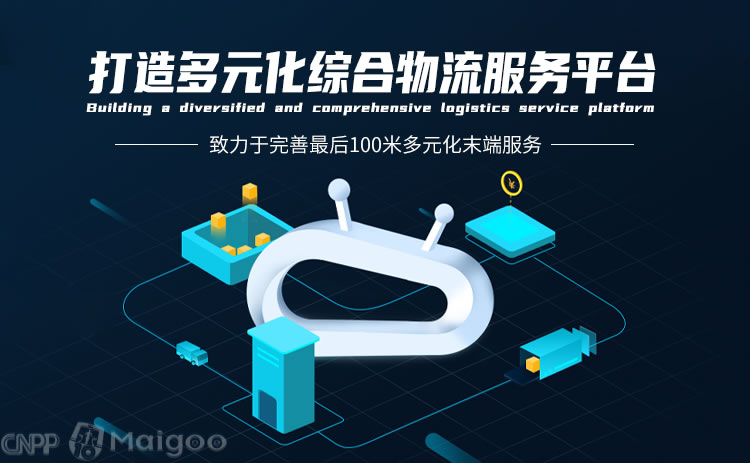 打造多元化综合物流服务平台
Building a diversified and comprehensive logistics service platform
致力于完善最后100米多元化末端服务
¥
CNPP Maigoo